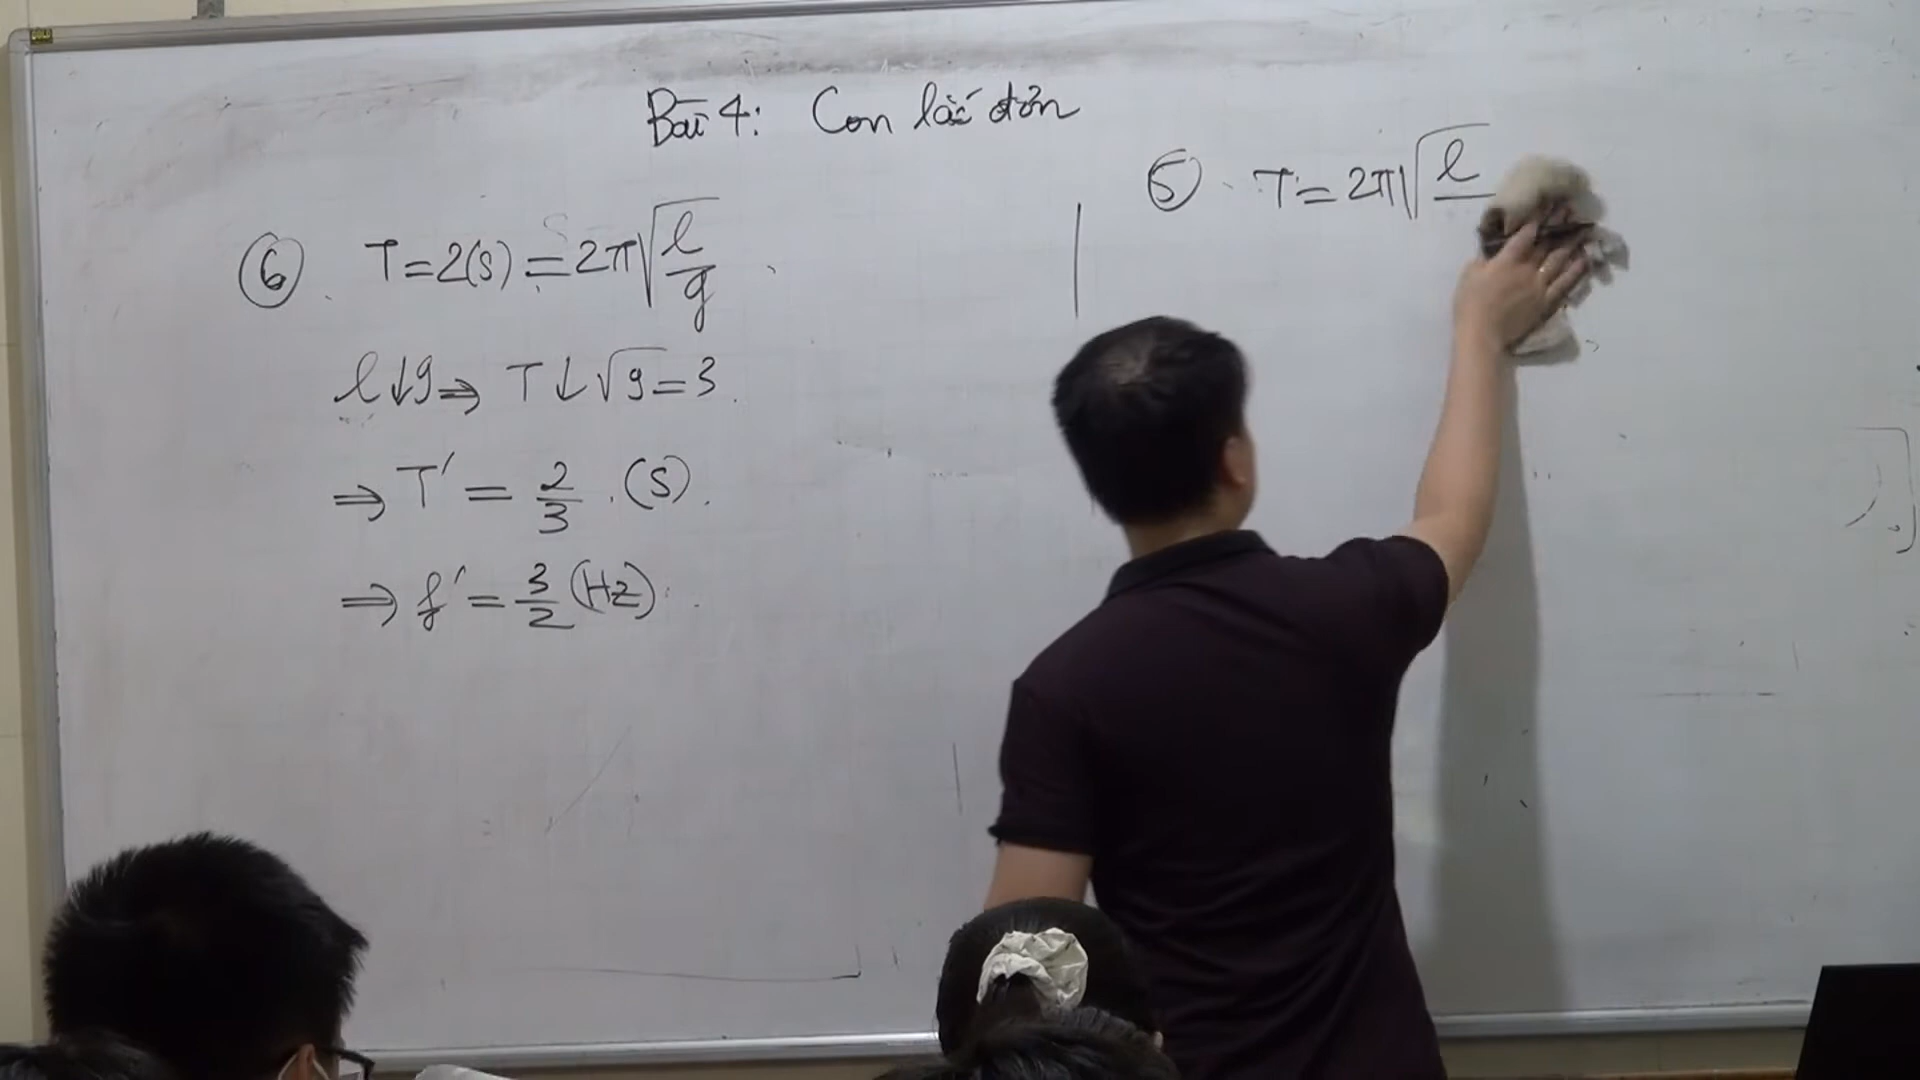 Bài 4: Con lắc đơn
⑥ T = 2(s) = 2π√(l/g)
l↓9 ⇒ T↓√9 = 3
⇒ T' = 2/3 . (s).
⇒ f' = 3/2 (Hz)
⑤ T = 2π√l